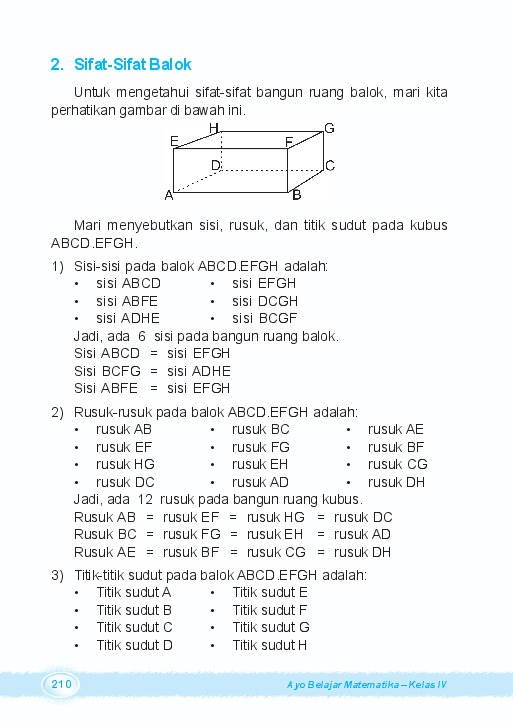 2. Sifat-Sifat Balok
Untuk mengetahui sifat-sifat bangun ruang balok, mari kita
perhatikan gambar di bawah ini.
H G
E F
D C
A B
Mari menyebutkan sisi, rusuk, dan titik sudut pada kubus
ABCD.EFGH.
1) Sisi-sisi pada balok ABCD.EFGH adalah:
• sisi ABCD • sisi EFGH
• sisi ABFE • sisi DCGH
• sisi ADHE • sisi BCGF
Jadi, ada 6 sisi pada bangun ruang balok.
Sisi ABCD = sisi EFGH
Sisi BCFG = sisi ADHE
Sisi ABFE = sisi EFGH
2) Rusuk-rusuk pada balok ABCD.EFGH adalah:
• rusuk AB • rusuk BC • rusuk AE
• rusuk EF • rusuk FG • rusuk BF
• rusuk HG • rusuk EH • rusuk CG
• rusuk DC • rusuk AD • rusuk DH
Jadi, ada 12 rusuk pada bangun ruang kubus.
Rusuk AB = rusuk EF = rusuk HG = rusuk DC
Rusuk BC = rusuk FG = rusuk EH = rusuk AD
Rusuk AE = rusuk BF = rusuk CG = rusuk DH
3) Titik-titik sudut pada balok ABCD.EFGH adalah:
• Titik sudut A • Titik sudut E
• Titik sudut B • Titik sudut F
• Titik sudut C • Titik sudut G
• Titik sudut D • Titik sudut H
210 Ayo Belajar Matematika – Kelas IV